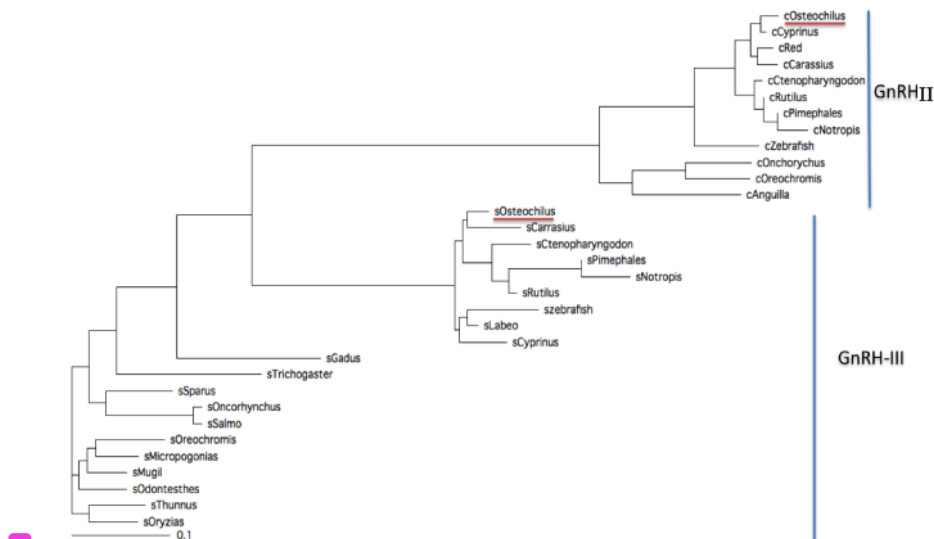 cOsteochilus
cCyprinus
cRed
cCarassius
cCtenopharyngodon
GnRHII
cRutilus
cPimephales
cNotropis
cZebrafish
cOnchorychus
cOreochromis
cAnguilla
sOsteochilus
sCarrasius
sCtenopharyngodon
sPimephales
sNotropis
sRutilus
szebrafish
sLabeo
sCyprinus
sGadus
GnRH-III
sTrichogaster
sSparus
sOncorhynchus
sSalmo
sOreochromis
sMicropogonias
sMugil
sOdontesthes
sThunnus
sOryzias
0.1